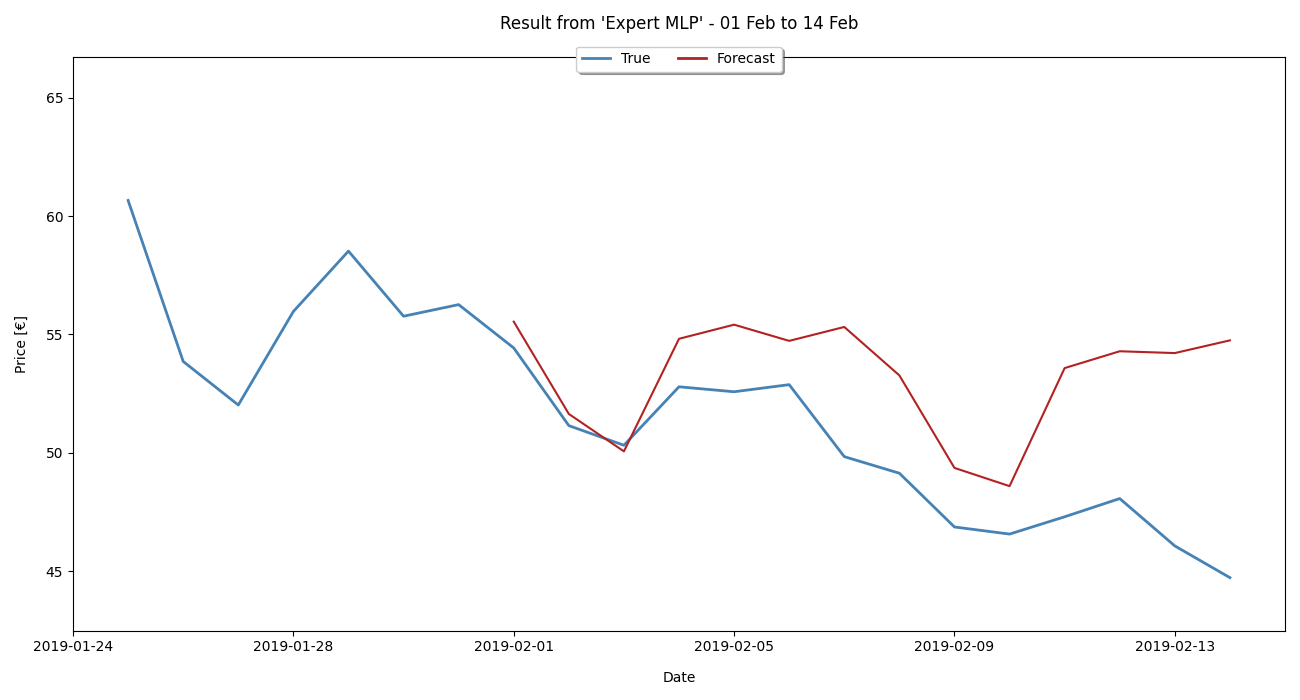 Result from 'Expert MLP' - 01 Feb to 14 Feb
True Forecast
65
60
55
50
45
Price [€]
2019-01-24 2019-01-28 2019-02-01 2019-02-05 2019-02-09 2019-02-13
Date